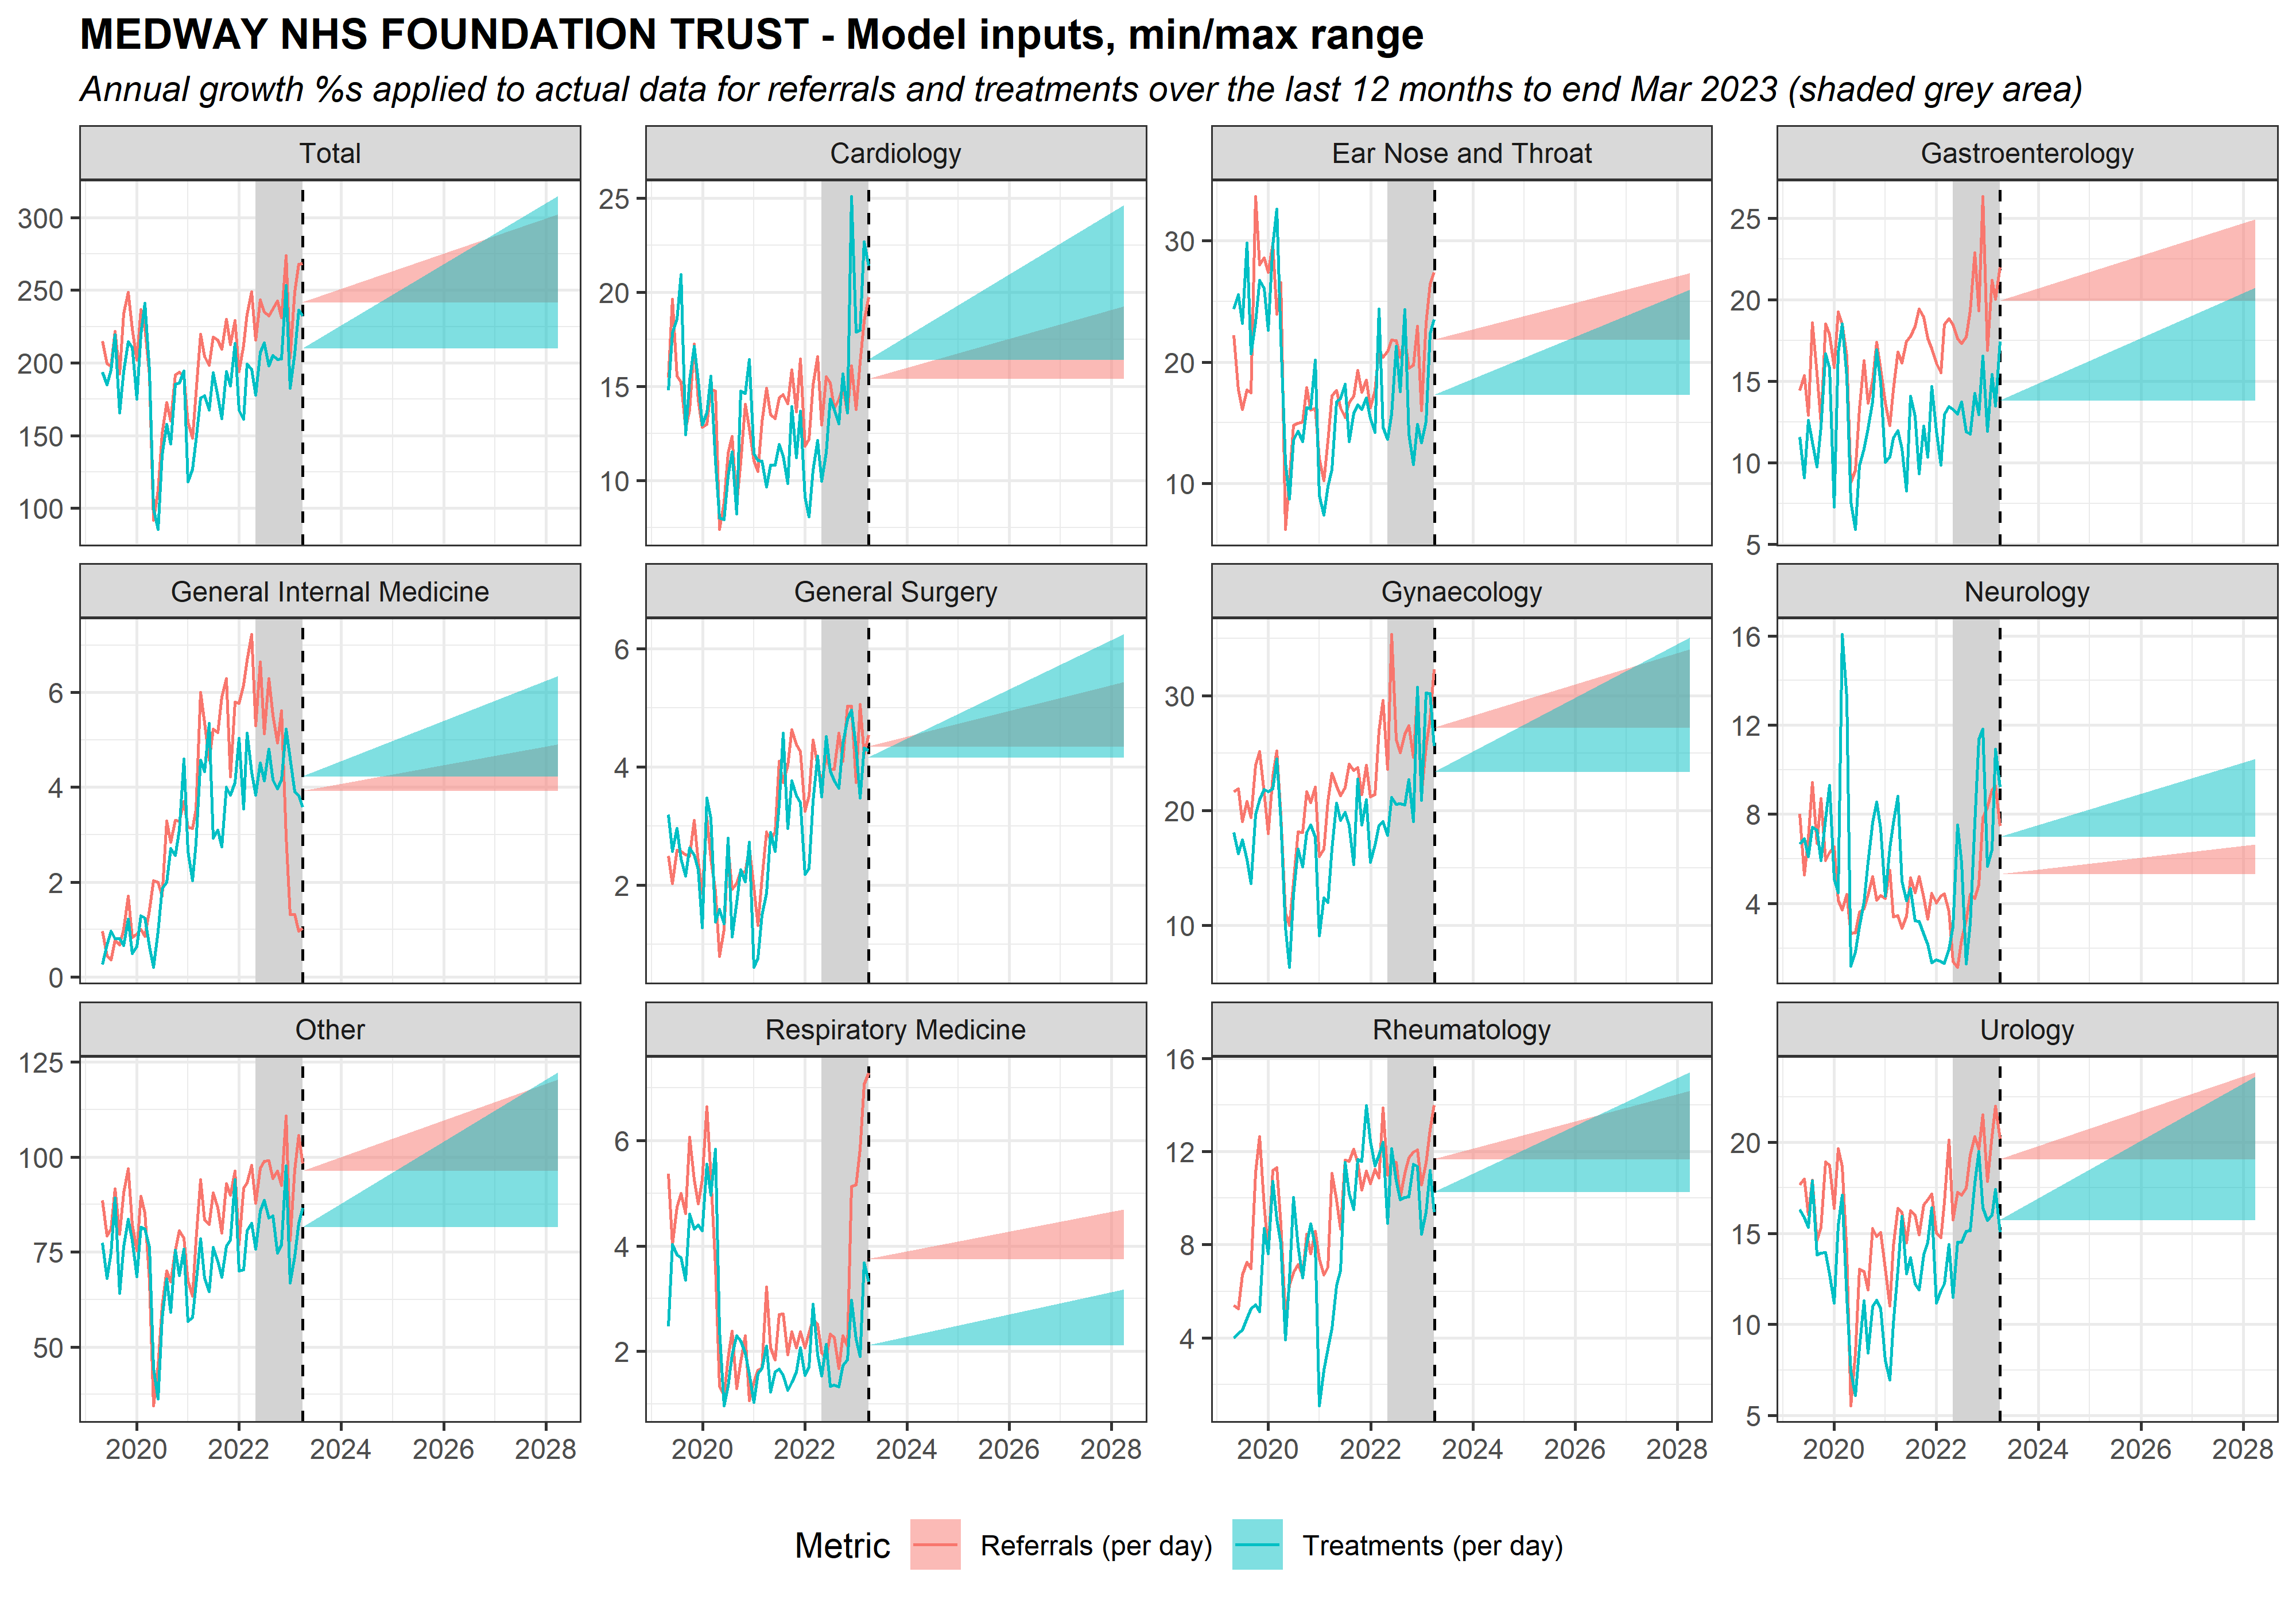 MEDWAY NHS FOUNDATION TRUST - Model inputs, min/max range
Annual growth %s applied to actual data for referrals and treatments over the last 12 months to end Mar 2023 (shaded grey area)
Total
Cardiology
Ear Nose and Throat
Gastroenterology
300
250
200
150
100
25
20
15
10
30
20
10
25
20
15
10
5
General Internal Medicine
General Surgery
Gynaecology
Neurology
6
4
2
0
6
4
2
30
20
10
16
12
8
4
Other
Respiratory Medicine
Rheumatology
Urology
125
100
75
50
6
4
2
16
12
8
4
20
15
10
5
2020 2022 2024 2026 2028
2020 2022 2024 2026 2028
2020 2022 2024 2026 2028
2020 2022 2024 2026 2028
Metric Referrals (per day) Treatments (per day)